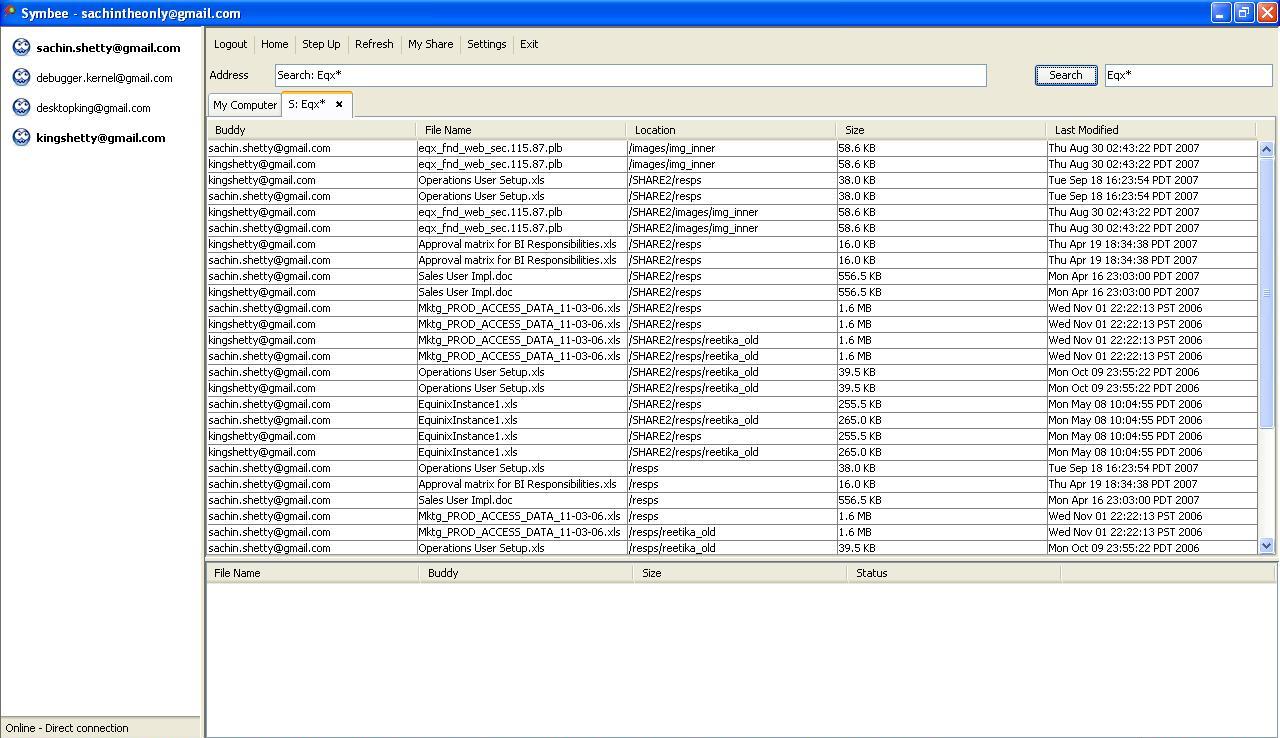 Symbee - sachintheonly@gmail.com
sachin.shetty@gmail.com
debugger.kernel@gmail.com
desktopking@gmail.com
kingshetty@gmail.com
Online - Direct connection
Logout Home Step Up Refresh My Share Settings Exit
Address Search: Eqx* Search Eqx*
My Computer S: Eqx* ×
Buddy File Name Location Size Last Modified
sachin.shetty@gmail.com eqx_fnd_web_sec.115.87.plb /images/img_inner 58.6 KB Thu Aug 30 02:43:22 PDT 2007
kingshetty@gmail.com eqx_fnd_web_sec.115.87.plb /images/img_inner 58.6 KB Thu Aug 30 02:43:22 PDT 2007
kingshetty@gmail.com Operations User Setup.xls /SHARE2/resps 38.0 KB Tue Sep 18 16:23:54 PDT 2007
sachin.shetty@gmail.com Operations User Setup.xls /SHARE2/resps 38.0 KB Tue Sep 18 16:23:54 PDT 2007
kingshetty@gmail.com eqx_fnd_web_sec.115.87.plb /SHARE2/images/img_inner 58.6 KB Thu Aug 30 02:43:22 PDT 2007
sachin.shetty@gmail.com eqx_fnd_web_sec.115.87.plb /SHARE2/images/img_inner 58.6 KB Thu Aug 30 02:43:22 PDT 2007
kingshetty@gmail.com Approval matrix for BI Responsibilities.xls /SHARE2/resps 16.0 KB Thu Apr 19 18:34:38 PDT 2007
sachin.shetty@gmail.com Approval matrix for BI Responsibilities.xls /SHARE2/resps 16.0 KB Thu Apr 19 18:34:38 PDT 2007
sachin.shetty@gmail.com Sales User Impl.doc /SHARE2/resps 556.5 KB Mon Apr 16 23:03:00 PDT 2007
kingshetty@gmail.com Sales User Impl.doc /SHARE2/resps 556.5 KB Mon Apr 16 23:03:00 PDT 2007
sachin.shetty@gmail.com Mktg_PROD_ACCESS_DATA_11-03-06.xls /SHARE2/resps 1.6 MB Wed Nov 01 22:22:13 PST 2006
kingshetty@gmail.com Mktg_PROD_ACCESS_DATA_11-03-06.xls /SHARE2/resps 1.6 MB Wed Nov 01 22:22:13 PST 2006
kingshetty@gmail.com Mktg_PROD_ACCESS_DATA_11-03-06.xls /SHARE2/resps/reetika_old 1.6 MB Wed Nov 01 22:22:13 PST 2006
sachin.shetty@gmail.com Mktg_PROD_ACCESS_DATA_11-03-06.xls /SHARE2/resps/reetika_old 1.6 MB Wed Nov 01 22:22:13 PST 2006
sachin.shetty@gmail.com Operations User Setup.xls /SHARE2/resps/reetika_old 39.5 KB Mon Oct 09 23:55:22 PDT 2006
kingshetty@gmail.com Operations User Setup.xls /SHARE2/resps/reetika_old 39.5 KB Mon Oct 09 23:55:22 PDT 2006
sachin.shetty@gmail.com EquinixInstance1.xls /SHARE2/resps 255.5 KB Mon May 08 10:04:55 PDT 2006
sachin.shetty@gmail.com EquinixInstance1.xls /SHARE2/resps/reetika_old 265.0 KB Mon May 08 10:04:55 PDT 2006
kingshetty@gmail.com EquinixInstance1.xls /SHARE2/resps 255.5 KB Mon May 08 10:04:55 PDT 2006
kingshetty@gmail.com EquinixInstance1.xls /SHARE2/resps/reetika_old 265.0 KB Mon May 08 10:04:55 PDT 2006
sachin.shetty@gmail.com Operations User Setup.xls /resps 38.0 KB Tue Sep 18 16:23:54 PDT 2007
sachin.shetty@gmail.com Approval matrix for BI Responsibilities.xls /resps 16.0 KB Thu Apr 19 18:34:38 PDT 2007
sachin.shetty@gmail.com Sales User Impl.doc /resps 556.5 KB Mon Apr 16 23:03:00 PDT 2007
sachin.shetty@gmail.com Mktg_PROD_ACCESS_DATA_11-03-06.xls /resps 1.6 MB Wed Nov 01 22:22:13 PST 2006
sachin.shetty@gmail.com Mktg_PROD_ACCESS_DATA_11-03-06.xls /resps/reetika_old 1.6 MB Wed Nov 01 22:22:13 PST 2006
sachin.shetty@gmail.com Operations User Setup.xls /resps/reetika_old 39.5 KB Mon Oct 09 23:55:22 PDT 2006
File Name Buddy Size Status